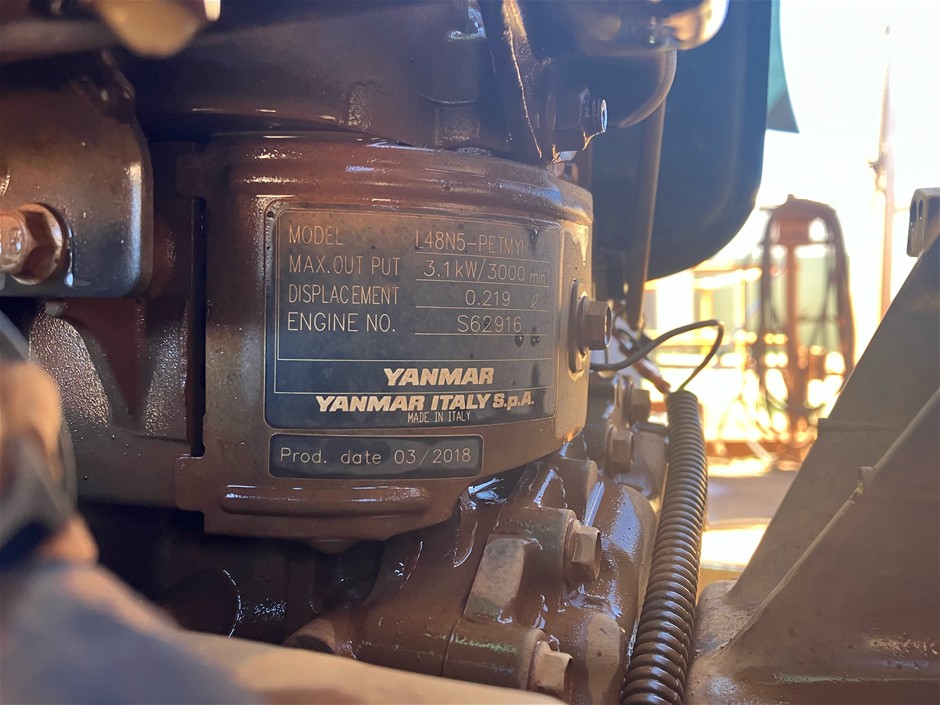 MODEL L48N5-PETMYI
MAX.OUT PUT 3.1kW/3000 min
DISPLACEMENT 0.219 ℓ
ENGINE NO. S62916
YANMAR
YANMAR ITALY S.p.A.
MADE IN ITALY
Prod. date 03/2018